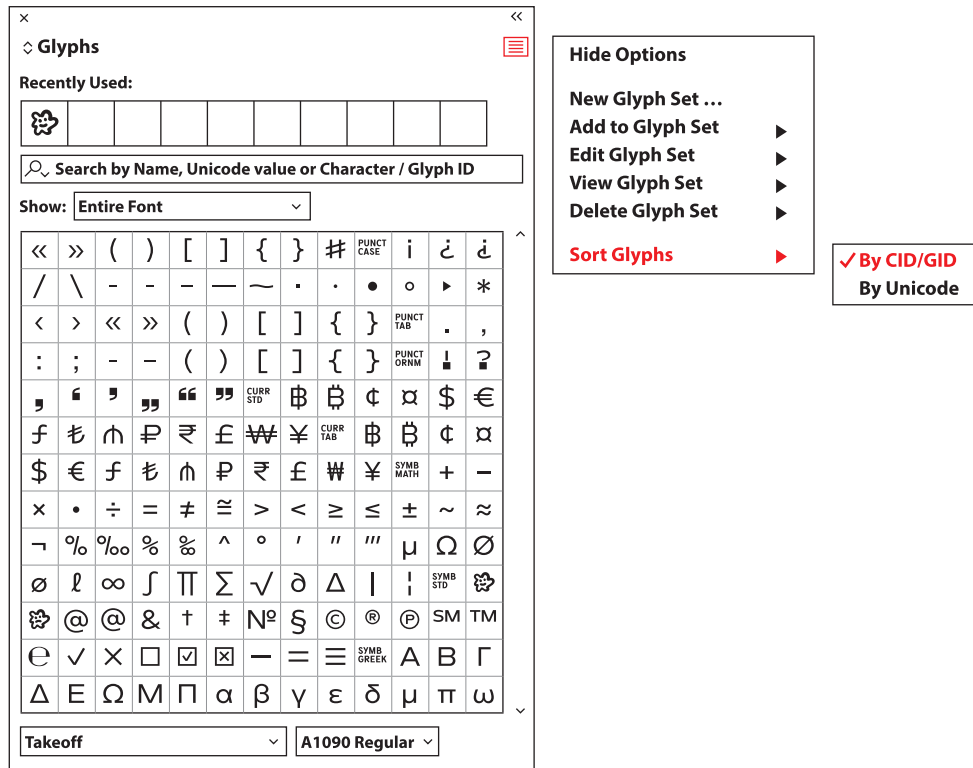 Glyphs
Recently Used:
Search by Name, Unicode value or Character / Glyph ID
Show: Entire Font
« » ( ) [ ] { } # PUNCT CASE ¡ ¿ ¿
/ \ - - – — ~ · · ● ○ ▶ *
‹ › « » ( ) [ ] { } PUNCT TAB . ,
: ; - – ( ) [ ] { } PUNCT ORNM ! ?
‚ ‘ ’ „ “ ” CURR STD ฿ ₿ ¢ ¤ $ €
ƒ ₺ ₼ ₽ ₹ £ ₩ ¥ CURR TAB ฿ ₿ ¢ ¤
$ € ƒ ₺ ₼ ₽ ₹ £ ₩ ¥ SYMB MATH + −
× • ÷ = ≠ ≅ > < ≥ ≤ ± ~ ≈
¬ % ‰ % ‰ ^ ° ′ ″ ‴ µ Ω Ø
ø ℓ ∞ ∫ ∏ ∑ √ ∂ ∆ | ¦ SYMB STD
@ @ & † ‡ № § © ® ℗ ℠ ™
℮ ✓ ✕ ☐ ☑ ☒ — = ≡ SYMB GREEK Α Β Γ
Δ Ε Ω Μ Π α β γ ε δ μ π ω
Takeoff
A1090 Regular
Hide Options
New Glyph Set …
Add to Glyph Set
Edit Glyph Set
View Glyph Set
Delete Glyph Set
Sort Glyphs
By CID/GID
By Unicode